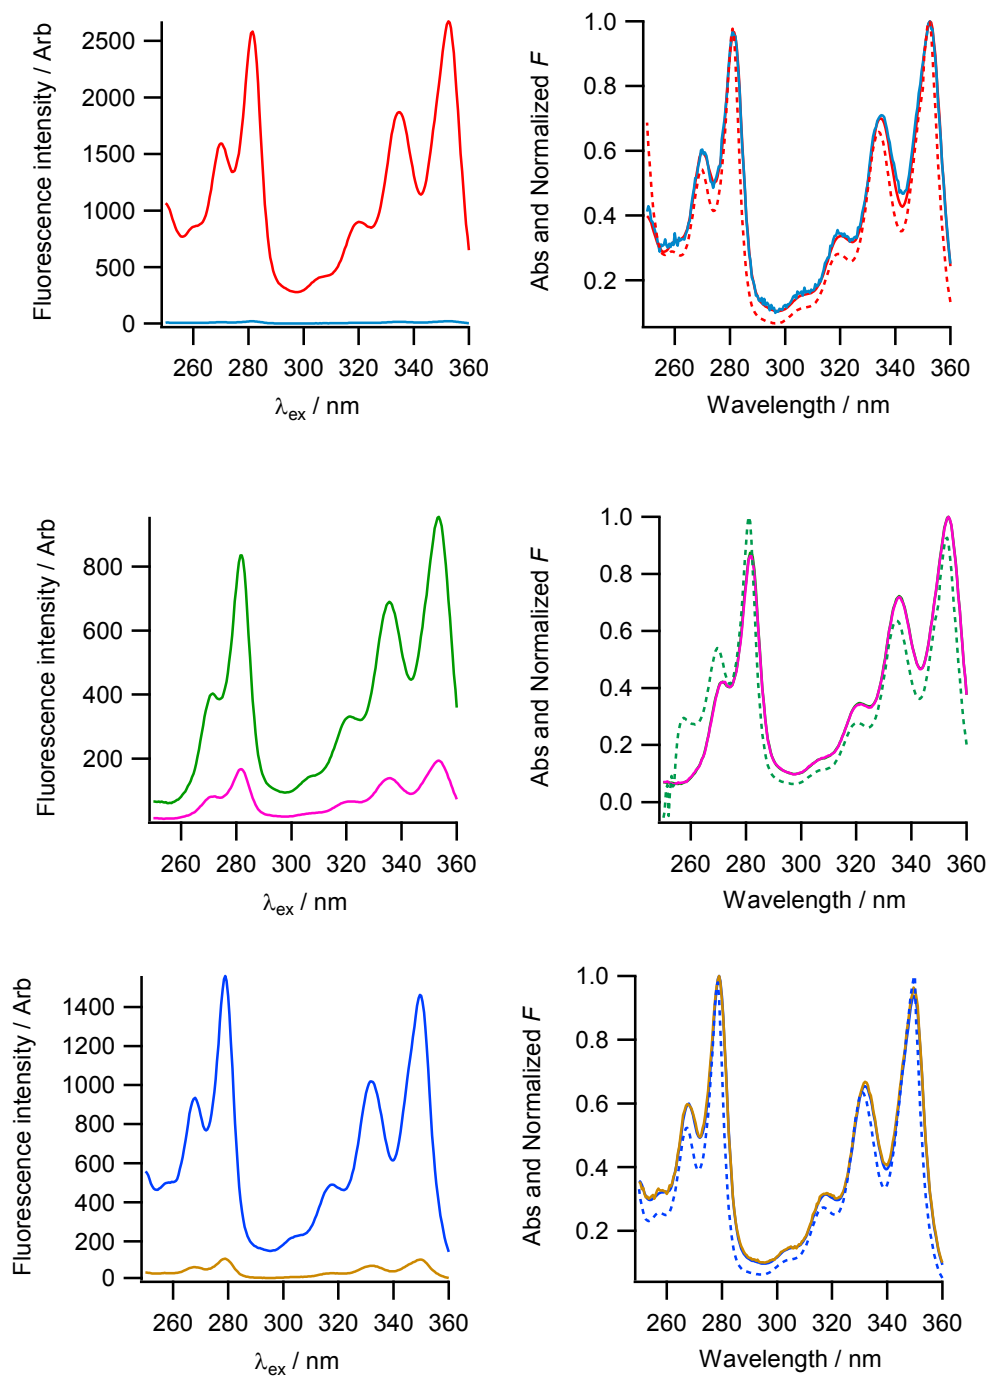 Fluorescence intensity / Arb
2500
2000
1500
1000
500
0
260 280 300 320 340 360
λex / nm
Abs and Normalized F
1.0
0.8
0.6
0.4
0.2
260 280 300 320 340 360
Wavelength / nm
Fluorescence intensity / Arb
800
600
400
200
260 280 300 320 340 360
λex / nm
Abs and Normalized F
1.0
0.8
0.6
0.4
0.2
0.0
260 280 300 320 340 360
Wavelength / nm
Fluorescence intensity / Arb
1400
1200
1000
800
600
400
200
0
260 280 300 320 340 360
λex / nm
Abs and Normalized F
1.0
0.8
0.6
0.4
0.2
260 280 300 320 340 360
Wavelength / nm